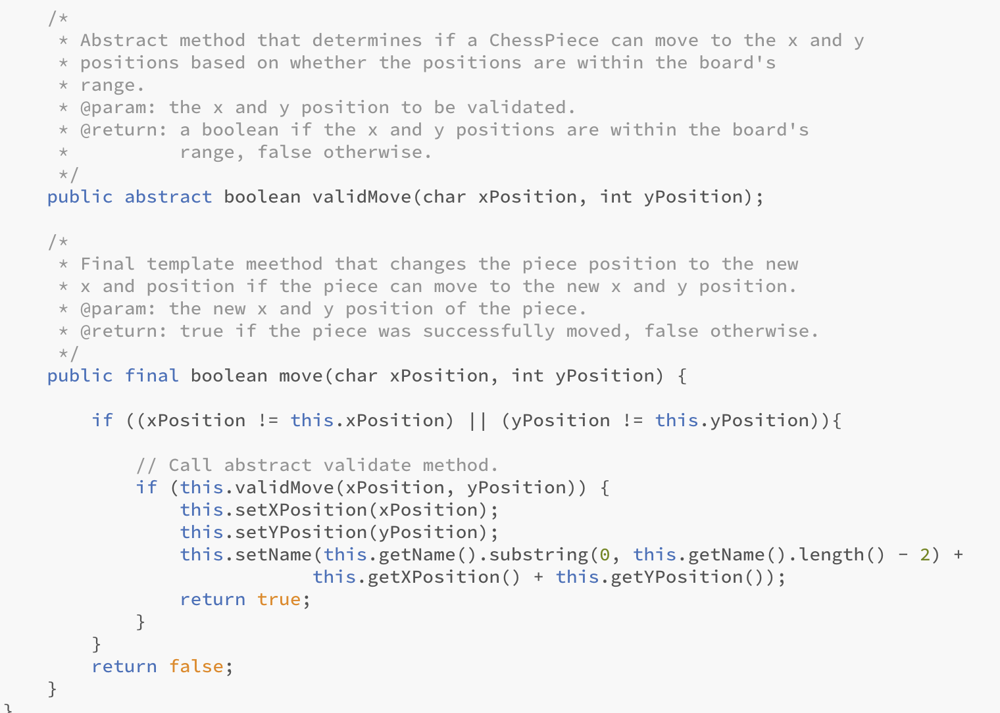 /*
* Abstract method that determines if a ChessPiece can move to the x and y
* positions based on whether the positions are within the board's
* range.
* @param: the x and y position to be validated.
* @return: a boolean if the x and y positions are within the board's
*          range, false otherwise.
*/
public abstract boolean validMove(char xPosition, int yPosition);
/*
* Final template meethod that changes the piece position to the new
* x and position if the piece can move to the new x and y position.
* @param: the new x and y position of the piece.
* @return: true if the piece was successfully moved, false otherwise.
*/
public final boolean move(char xPosition, int yPosition) {
if ((xPosition != this.xPosition) || (yPosition != this.yPosition)){
// Call abstract validate method.
if (this.validMove(xPosition, yPosition)) {
this.setXPosition(xPosition);
this.setYPosition(yPosition);
this.setName(this.getName().substring(0, this.getName().length() - 2) +
this.getXPosition() + this.getYPosition());
return true;
}
}
return false;
}
}